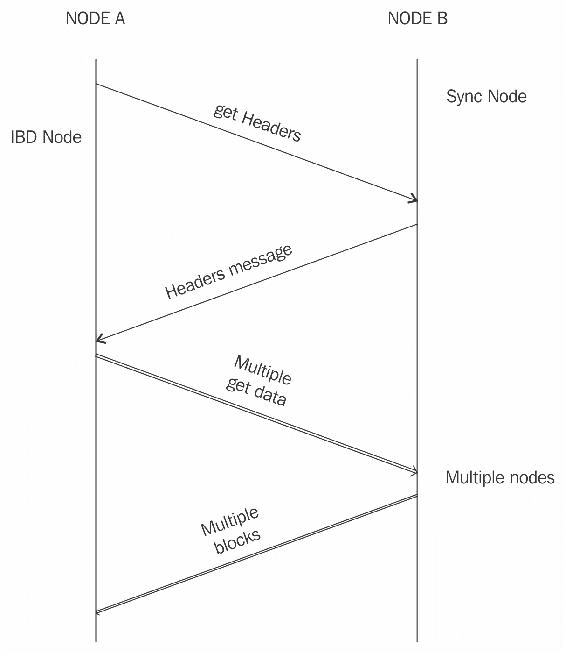 NODE A
NODE B
Sync Node
get Headers
IBD Node
Headers message
Multiple
get data
Multiple nodes
Multiple
blocks